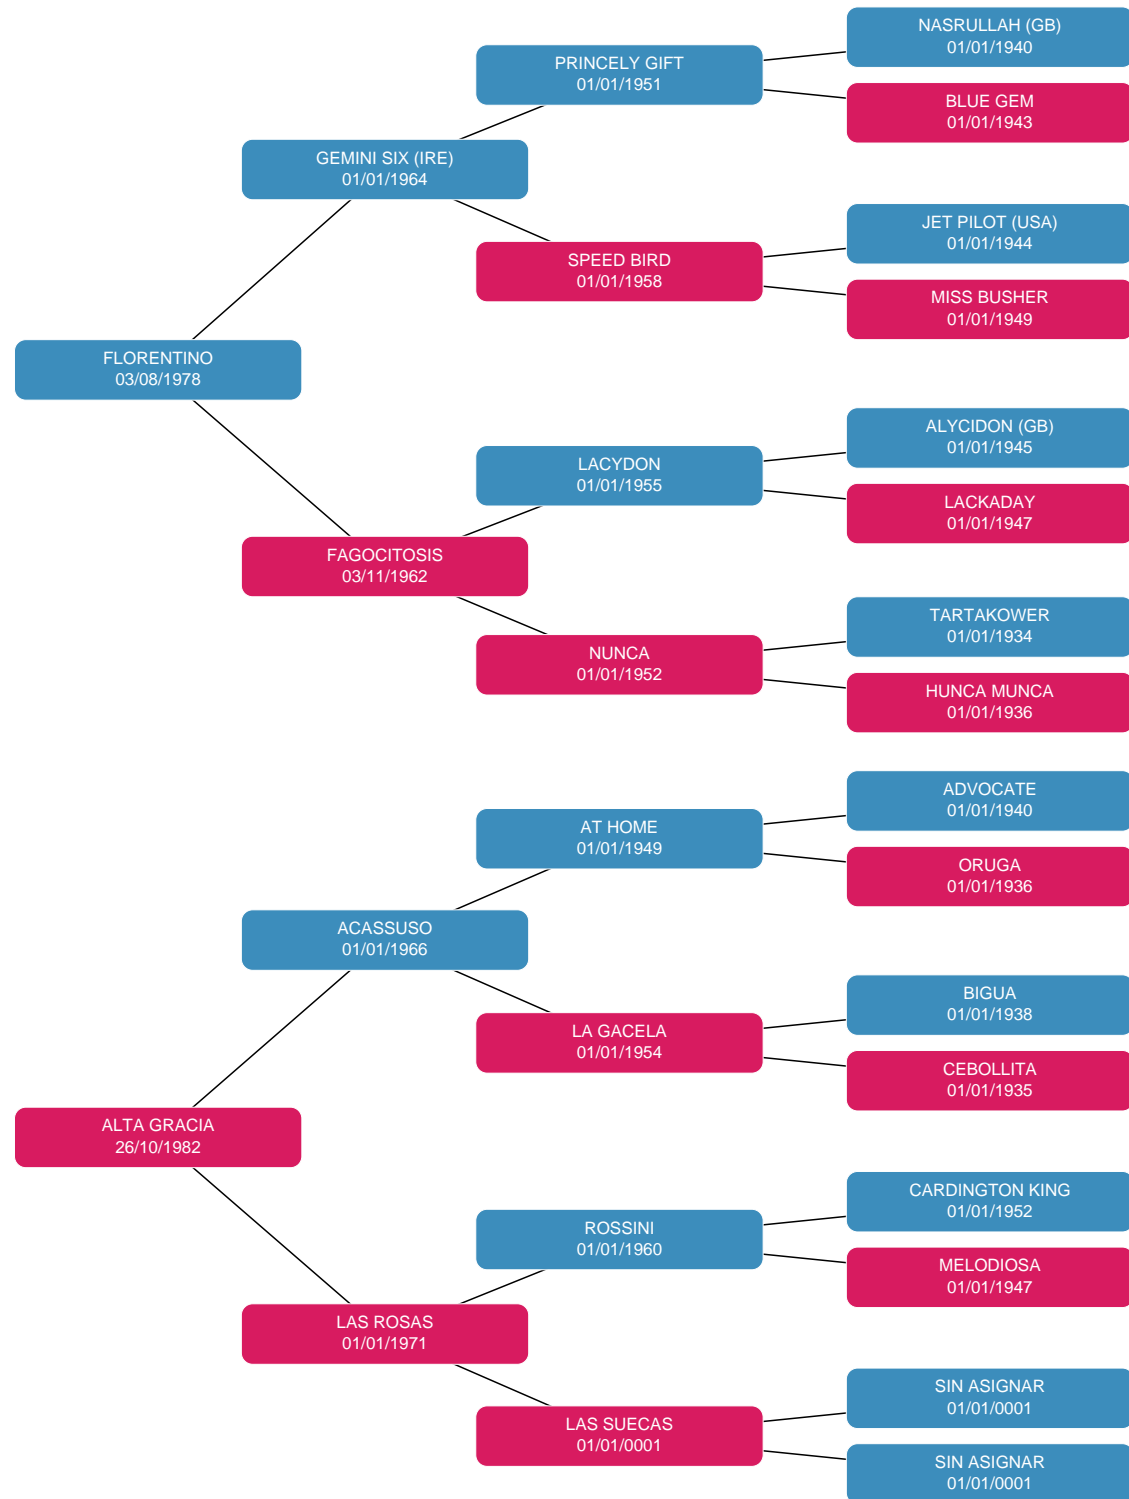 NASRULLAH (GB)
01/01/1940
PRINCELY GIFT
01/01/1951
BLUE GEM
01/01/1943
GEMINI SIX (IRE)
01/01/1964
JET PILOT (USA)
01/01/1944
SPEED BIRD
01/01/1958
MISS BUSHER
01/01/1949
FLORENTINO
03/08/1978
ALYCIDON (GB)
01/01/1945
LACYDON
01/01/1955
LACKADAY
01/01/1947
FAGOCITOSIS
03/11/1962
TARTAKOWER
01/01/1934
NUNCA
01/01/1952
HUNCA MUNCA
01/01/1936
ADVOCATE
01/01/1940
AT HOME
01/01/1949
ORUGA
01/01/1936
ACASSUSO
01/01/1966
BIGUA
01/01/1938
LA GACELA
01/01/1954
CEBOLLITA
01/01/1935
ALTA GRACIA
26/10/1982
CARDINGTON KING
01/01/1952
ROSSINI
01/01/1960
MELODIOSA
01/01/1947
LAS ROSAS
01/01/1971
SIN ASIGNAR
01/01/0001
LAS SUECAS
01/01/0001
SIN ASIGNAR
01/01/0001